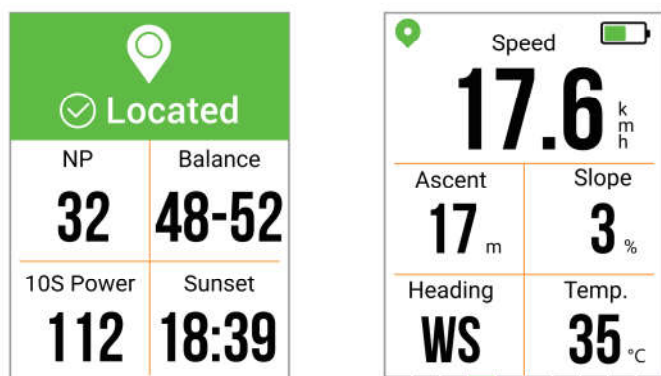 Located
NP Balance
32 48-52
10S Power Sunset
112 18:39
Speed
17.6 kmh
Ascent Slope
17 m 3 %
Heading Temp.
WS 35 °C